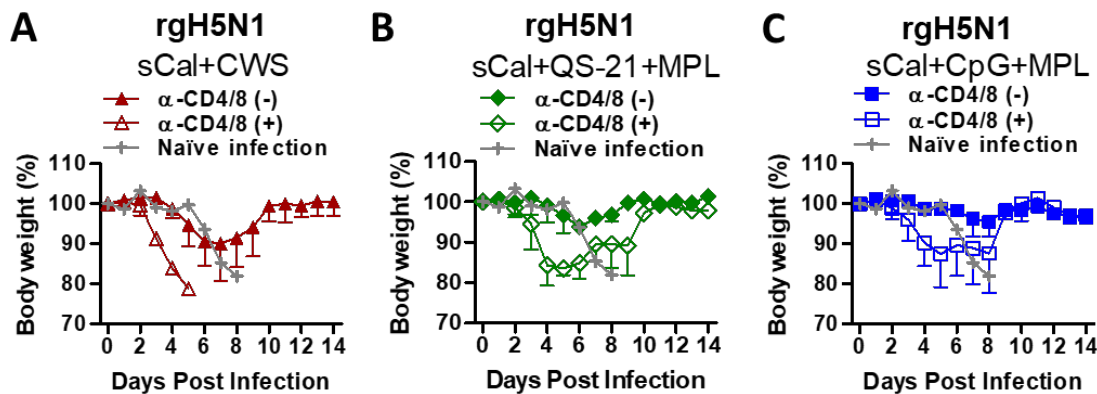 A
rgH5N1
sCal+CWS
α-CD4/8 (-)
α-CD4/8 (+)
Naïve infection
Body weight (%)
110
100
90
80
70
0 2 4 6 8 10 12 14
Days Post Infection
B
rgH5N1
sCal+QS-21+MPL
α-CD4/8 (-)
α-CD4/8 (+)
Naïve infection
Body weight (%)
110
100
90
80
70
0 2 4 6 8 10 12 14
Days Post Infection
C
rgH5N1
sCal+CpG+MPL
α-CD4/8 (-)
α-CD4/8 (+)
Naïve infection
Body weight (%)
110
100
90
80
70
0 2 4 6 8 10 12 14
Days Post Infection